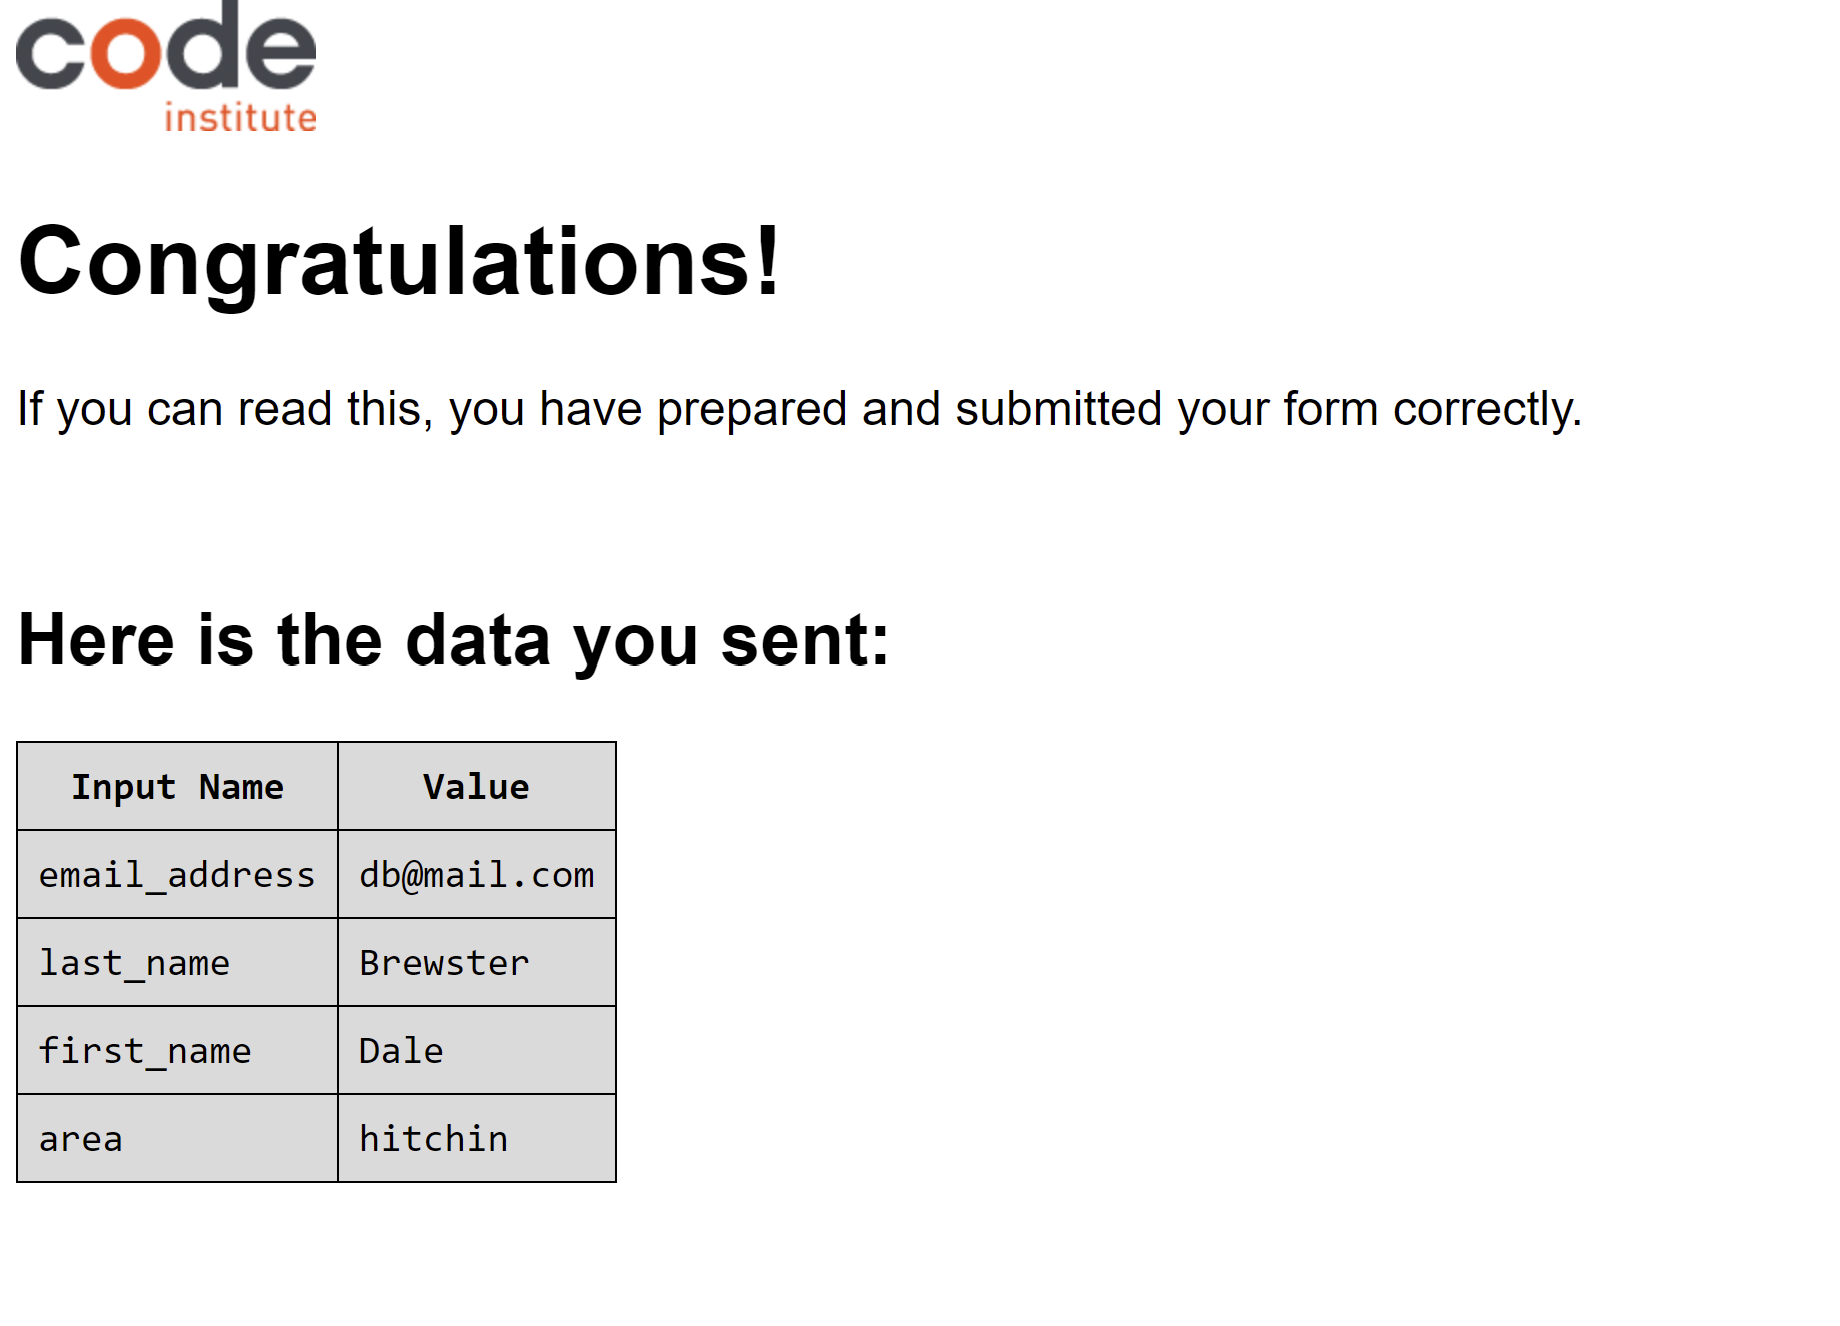 code
institute
Congratulations!
If you can read this, you have prepared and submitted your form correctly.
Here is the data you sent:
Input Name Value
email_address db@mail.com
last_name Brewster
first_name Dale
area hitchin